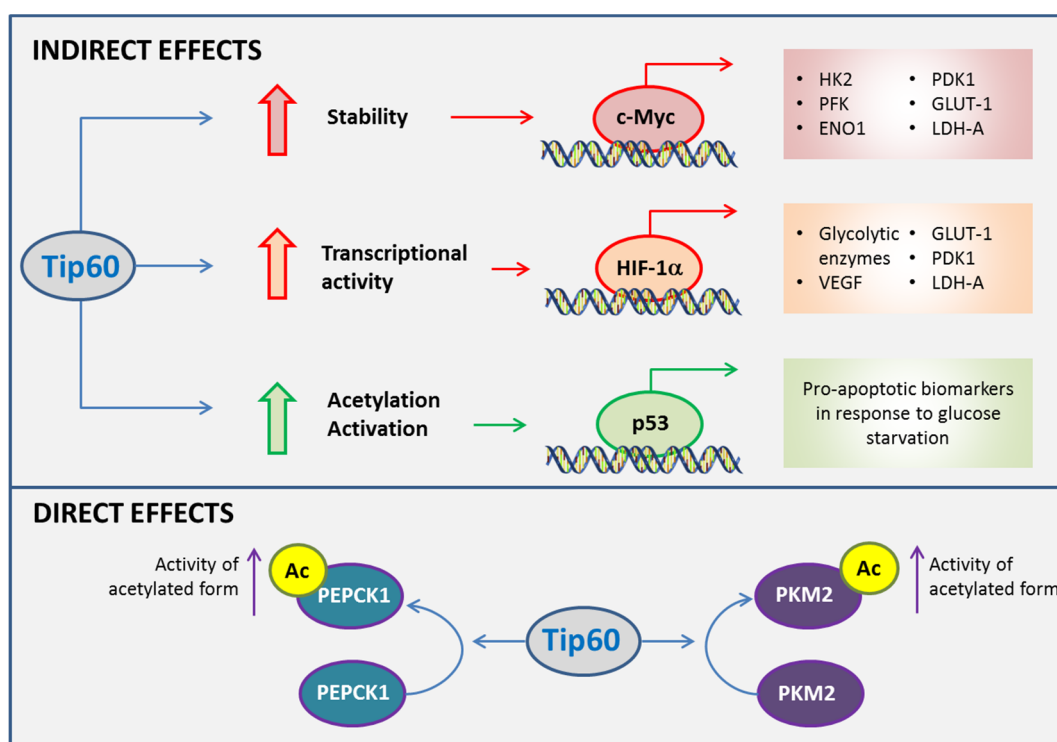 INDIRECT EFFECTS
Tip60
Stability
c-Myc
• HK2
• PFK
• ENO1
• PDK1
• GLUT-1
• LDH-A
Transcriptional
activity
HIF-1α
• Glycolytic
enzymes
• VEGF
• GLUT-1
• PDK1
• LDH-A
Acetylation
Activation
p53
Pro-apoptotic biomarkers
in response to glucose
starvation
DIRECT EFFECTS
Activity of
acetylated form
Ac
PEPCK1
PEPCK1
Tip60
PKM2
Ac
PKM2
Activity of
acetylated form